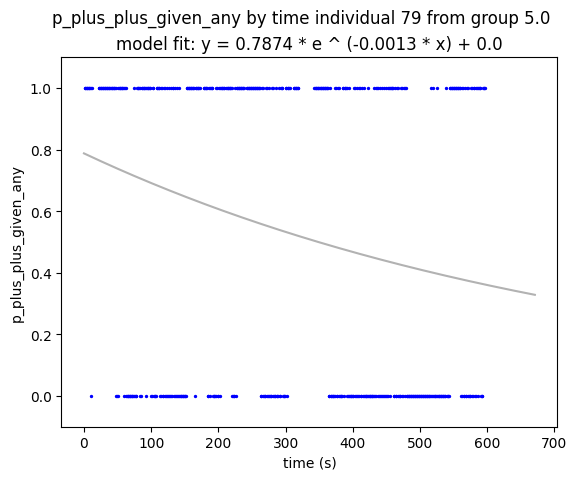 p_plus_plus_given_any by time individual 79 from group 5.0
model fit: y = 0.7874 * e ^ (-0.0013 * x) + 0.0
p_plus_plus_given_any
1.0
0.8
0.6
0.4
0.2
0.0
0 100 200 300 400 500 600 700
time (s)